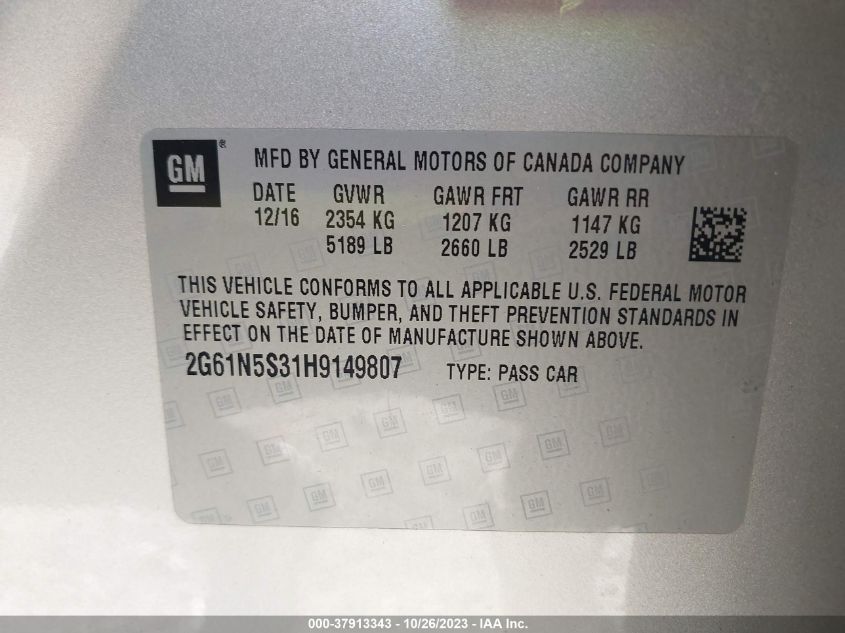 GM ®
MFD BY GENERAL MOTORS OF CANADA COMPANY
DATE GVWR GAWR FRT GAWR RR
12/16 2354 KG 1207 KG 1147 KG
5189 LB 2660 LB 2529 LB
THIS VEHICLE CONFORMS TO ALL APPLICABLE U.S. FEDERAL MOTOR
VEHICLE SAFETY, BUMPER, AND THEFT PREVENTION STANDARDS IN
EFFECT ON THE DATE OF MANUFACTURE SHOWN ABOVE.
2G61N5S31H9149807 TYPE: PASS CAR
000-37913343 - 10/26/2023 - IAA Inc.